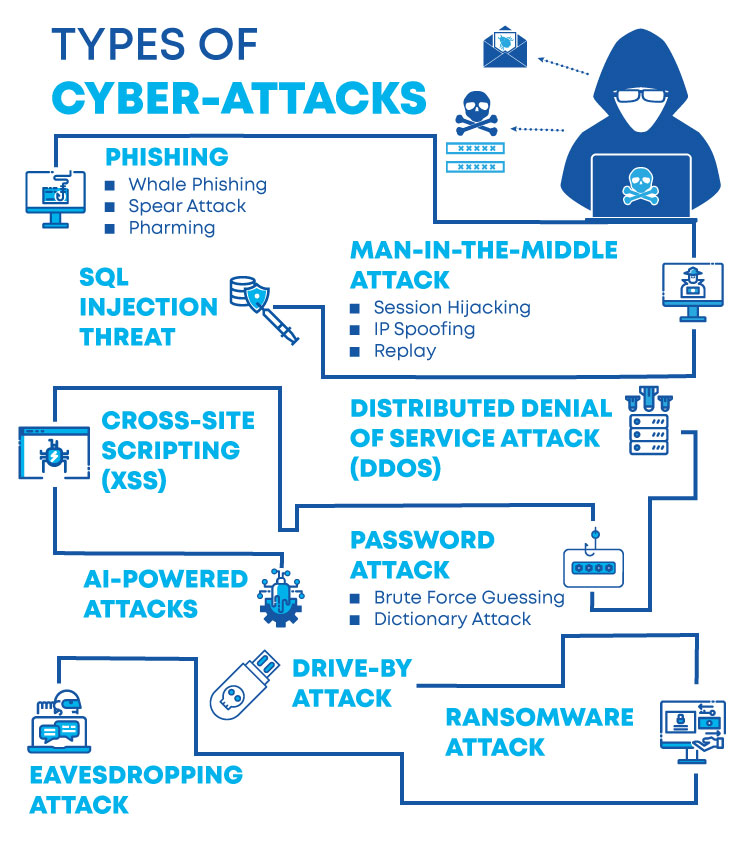 TYPES OF
CYBER-ATTACKS
xxxxx
xxxxx
PHISHING
Whale Phishing
Spear Attack
Pharming
MAN-IN-THE-MIDDLE
ATTACK
Session Hijacking
IP Spoofing
Replay
SQL
INJECTION
THREAT
CROSS-SITE
SCRIPTING
(XSS)
DISTRIBUTED DENIAL
OF SERVICE ATTACK
(DDOS)
PASSWORD
ATTACK
Brute Force Guessing
Dictionary Attack
AI-POWERED
ATTACKS
DRIVE-BY
ATTACK
RANSOMWARE
ATTACK
EAVESDROPPING
ATTACK